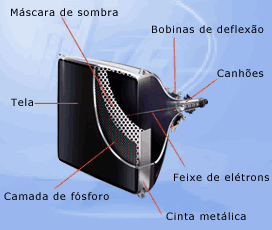 Máscara de sombra
Bobinas de deflexão
Canhões
Tela
Feixe de elétrons
Camada de fósforo
Cinta metálica